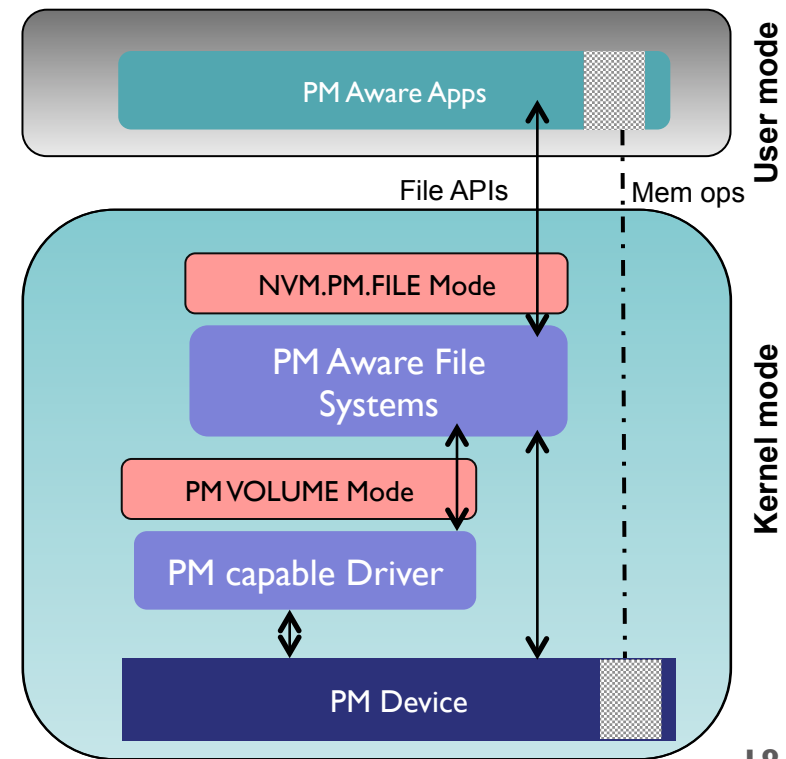 PM Aware Apps
User mode
File APIs
Mem ops
NVM.PM.FILE Mode
PM Aware File
Systems
Kernel mode
PM VOLUME Mode
PM capable Driver
PM Device